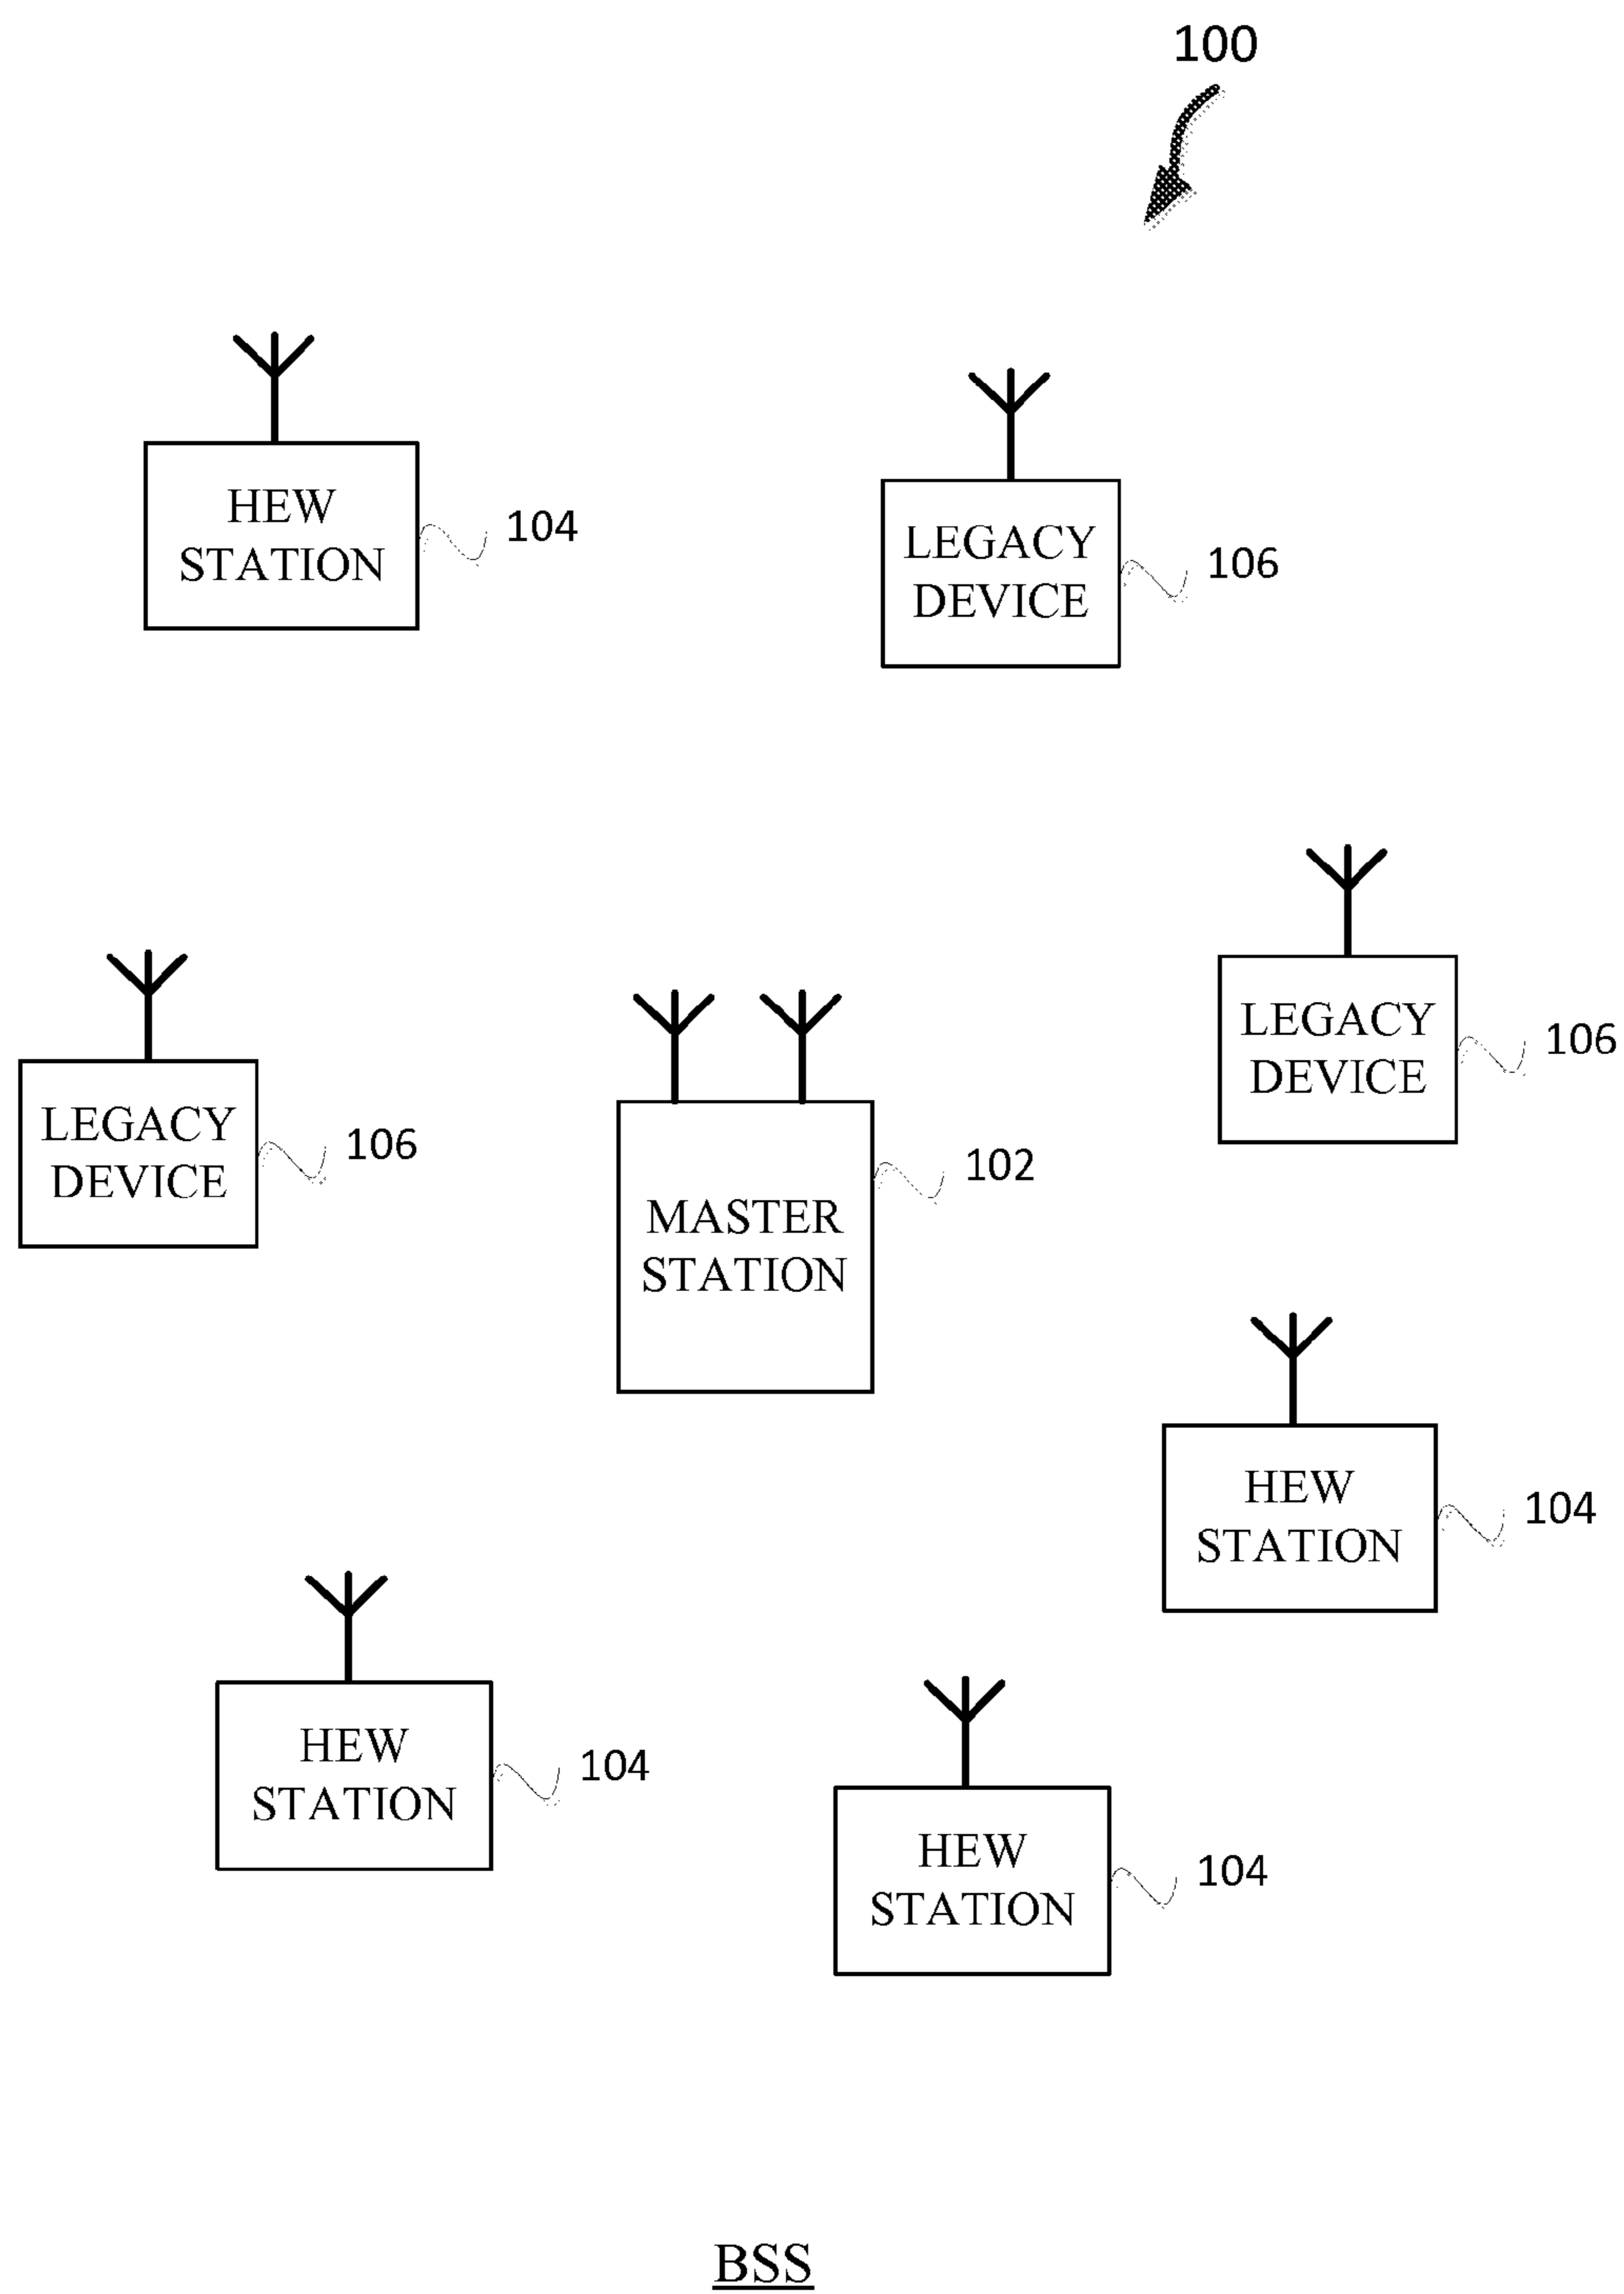 100
HEW
STATION
104
LEGACY
DEVICE
106
LEGACY
DEVICE
106
LEGACY
DEVICE
106
MASTER
STATION
102
HEW
STATION
104
HEW
STATION
104
HEW
STATION
104
BSS